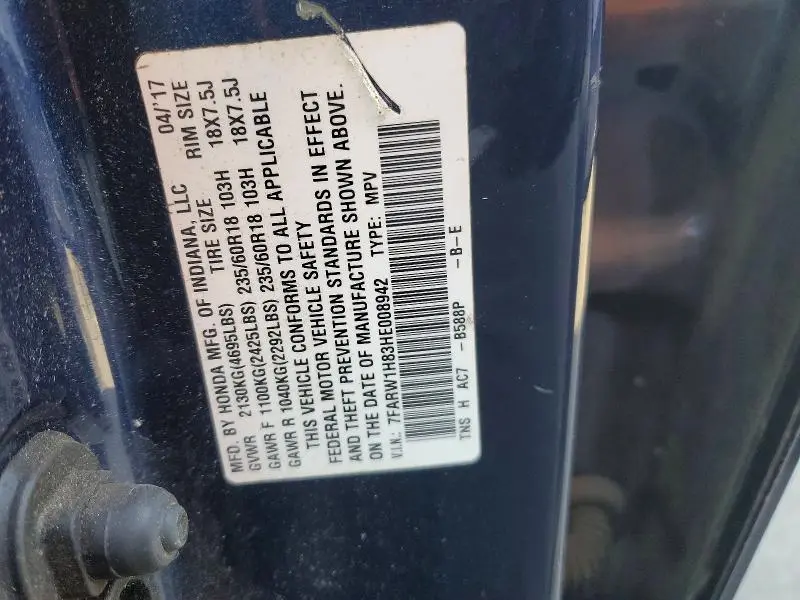 MFD. BY HONDA MFG. OF INDIANA, LLC 04/'17
GVWR 2130KG(4695LBS) TIRE SIZE RIM SIZE
GAWR F 1100KG(2425LBS) 235/60R18 103H 18X7.5J
GAWR R 1040KG(2292LBS) 235/60R18 103H 18X7.5J
THIS VEHICLE CONFORMS TO ALL APPLICABLE
FEDERAL MOTOR VEHICLE SAFETY
AND THEFT PREVENTION STANDARDS IN EFFECT
ON THE DATE OF MANUFACTURE SHOWN ABOVE.
V.I.N.: 7FARW1H83HE008942 TYPE: MPV
TNS H AC7 -B588P -B-E